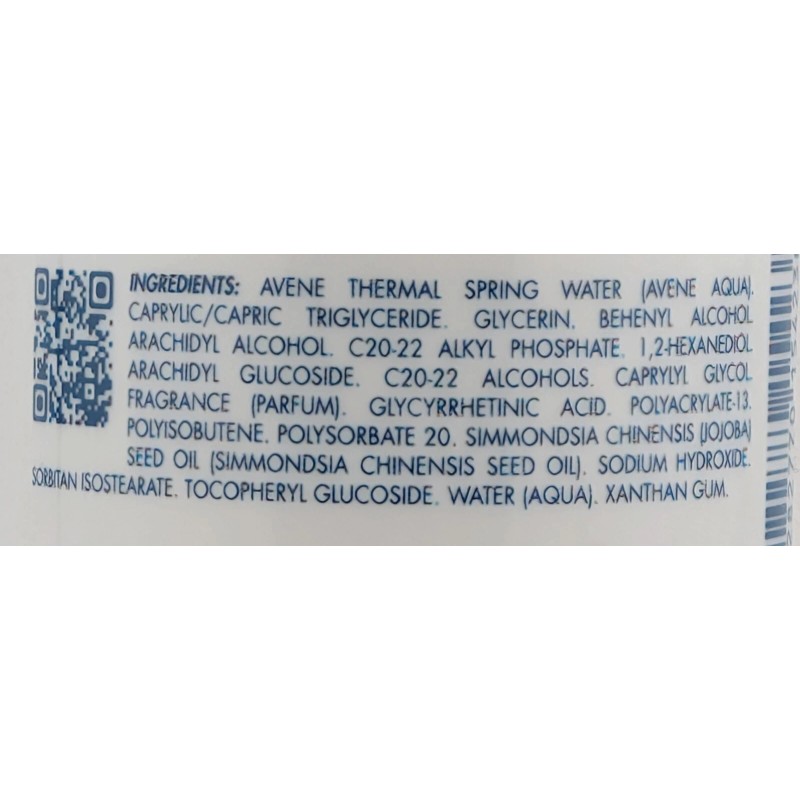 INGREDIENTS: AVENE THERMAL SPRING WATER (AVENE AQUA).
CAPRYLIC/CAPRIC TRIGLYCERIDE. GLYCERIN. BEHENYL ALCOHOL
ARACHIDYL ALCOHOL. C20-22 ALKYL PHOSPHATE. 1,2-HEXANEDIOL
ARACHIDYL GLUCOSIDE. C20-22 ALCOHOLS. CAPRYLYL GLYCOL
FRAGRANCE (PARFUM). GLYCYRRHETINIC ACID. POLYACRYLATE-13.
POLYISOBUTENE. POLYSORBATE 20. SIMMONDSIA CHINENSIS (JOJOBA)
SEED OIL (SIMMONDSIA CHINENSIS SEED OIL). SODIUM HYDROXIDE.
SORBITAN ISOSTEARATE. TOCOPHERYL GLUCOSIDE. WATER (AQUA). XANTHAN GUM.